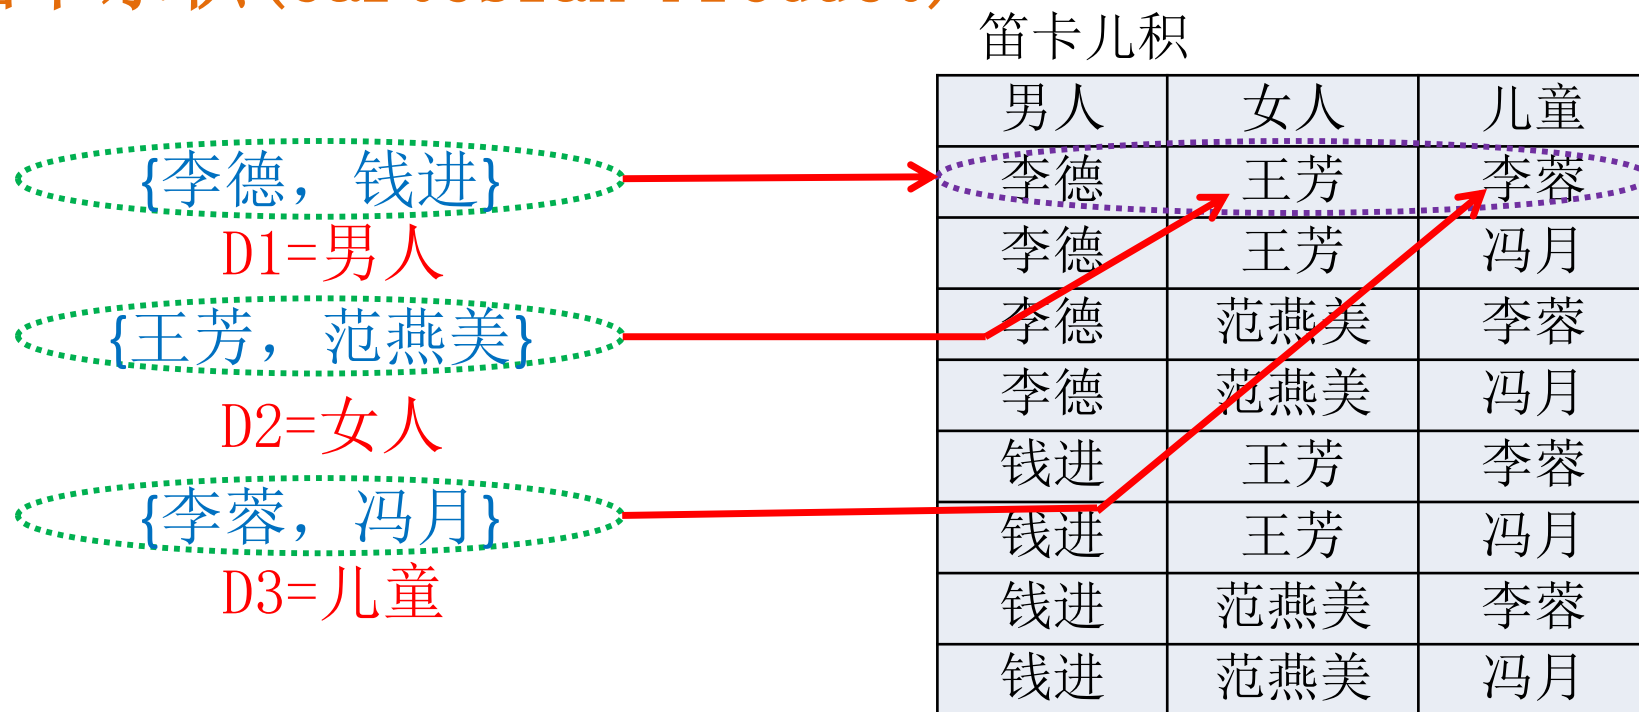 (Cartesian Product)
笛卡儿积
{李德，钱进}
D1=男人
{王芳，范燕美}
D2=女人
{李蓉，冯月}
D3=儿童
男人 女人 儿童
李德 王芳 李蓉
李德 王芳 冯月
李德 范燕美 李蓉
李德 范燕美 冯月
钱进 王芳 李蓉
钱进 王芳 冯月
钱进 范燕美 李蓉
钱进 范燕美 冯月